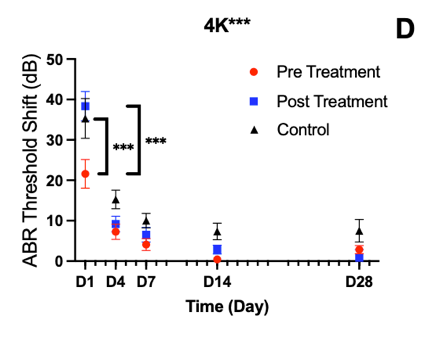 4K***
D
ABR Threshold Shift (dB)
50
40
30
20
10
0
Pre Treatment
Post Treatment
Control
***
***
D1 D4 D7 D14 D28
Time (Day)